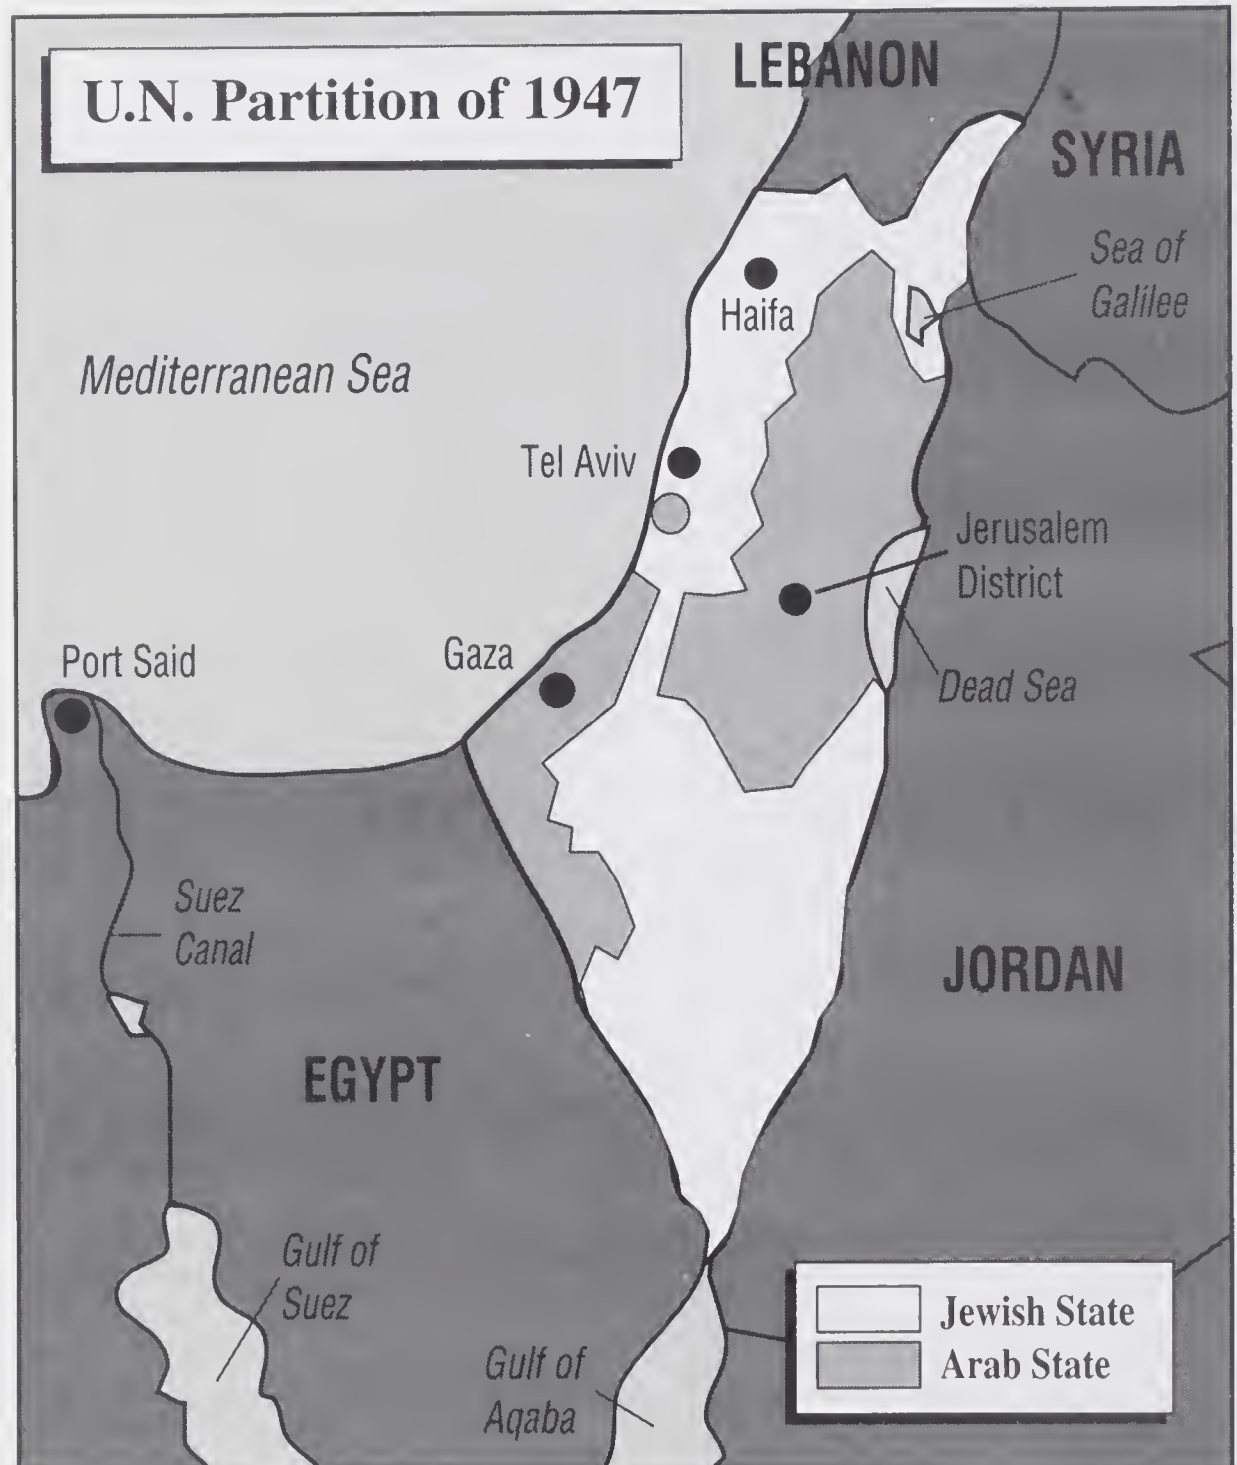 U.N. Partition of 1947
LEBANON
SYRIA
Sea of
Galilee
Haifa
Mediterranean Sea
Tel Aviv
Jerusalem
District
Port Said
Gaza
Dead Sea
Suez
Canal
JORDAN
EGYPT
Gulf of
Suez
Gulf of
Aqaba
Jewish State
Arab State